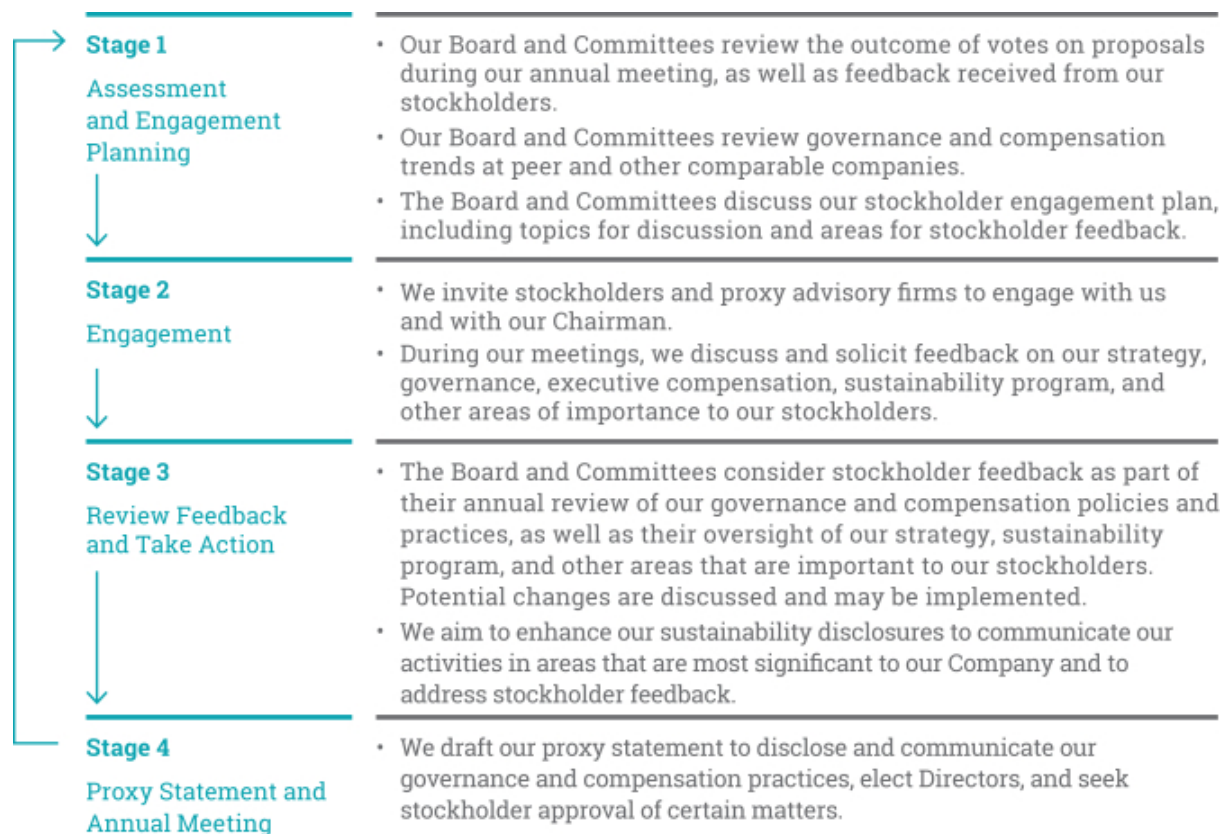 Stage 1
Assessment
and Engagement
Planning
• Our Board and Committees review the outcome of votes on proposals
during our annual meeting, as well as feedback received from our
stockholders.
• Our Board and Committees review governance and compensation
trends at peer and other comparable companies.
• The Board and Committees discuss our stockholder engagement plan,
including topics for discussion and areas for stockholder feedback.
Stage 2
Engagement
• We invite stockholders and proxy advisory firms to engage with us
and with our Chairman.
• During our meetings, we discuss and solicit feedback on our strategy,
governance, executive compensation, sustainability program, and
other areas of importance to our stockholders.
Stage 3
Review Feedback
and Take Action
• The Board and Committees consider stockholder feedback as part of
their annual review of our governance and compensation policies and
practices, as well as their oversight of our strategy, sustainability
program, and other areas that are important to our stockholders.
Potential changes are discussed and may be implemented.
• We aim to enhance our sustainability disclosures to communicate our
activities in areas that are most significant to our Company and to
address stockholder feedback.
Stage 4
Proxy Statement and
Annual Meeting
• We draft our proxy statement to disclose and communicate our
governance and compensation practices, elect Directors, and seek
stockholder approval of certain matters.